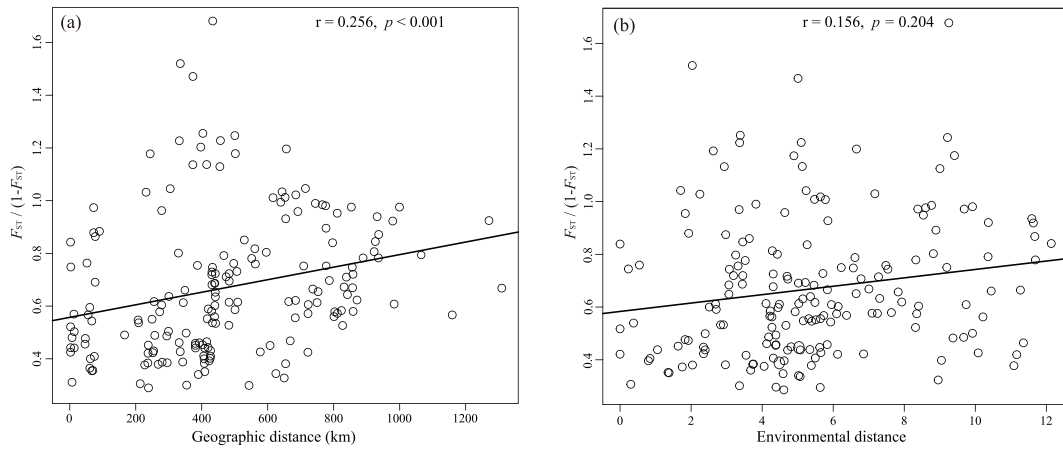 (a)
r = 0.256, p < 0.001
1.6
1.4
1.2
1.0
0.8
0.6
0.4
FST / (1-FST)
0 200 400 600 800 1000 1200
Geographic distance (km)
(b)
r = 0.156, p = 0.204
1.6
1.4
1.2
1.0
0.8
0.6
0.4
FST / (1-FST)
0 2 4 6 8 10 12
Environmental distance